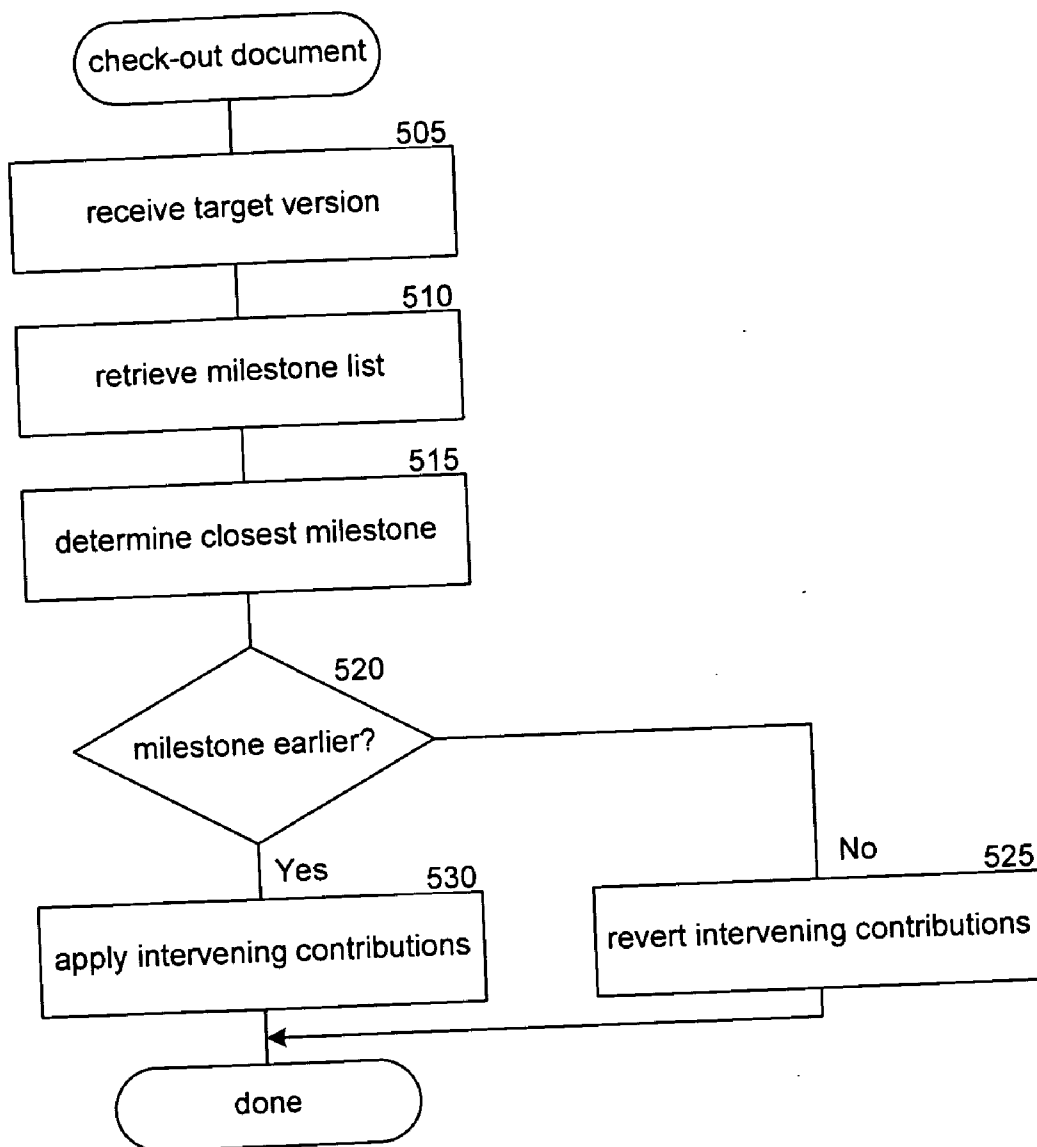 check-out document
505
receive target version
510
retrieve milestone list
515
determine closest milestone
520
milestone earlier?
Yes
No
530
525
apply intervening contributions
revert intervening contributions
done